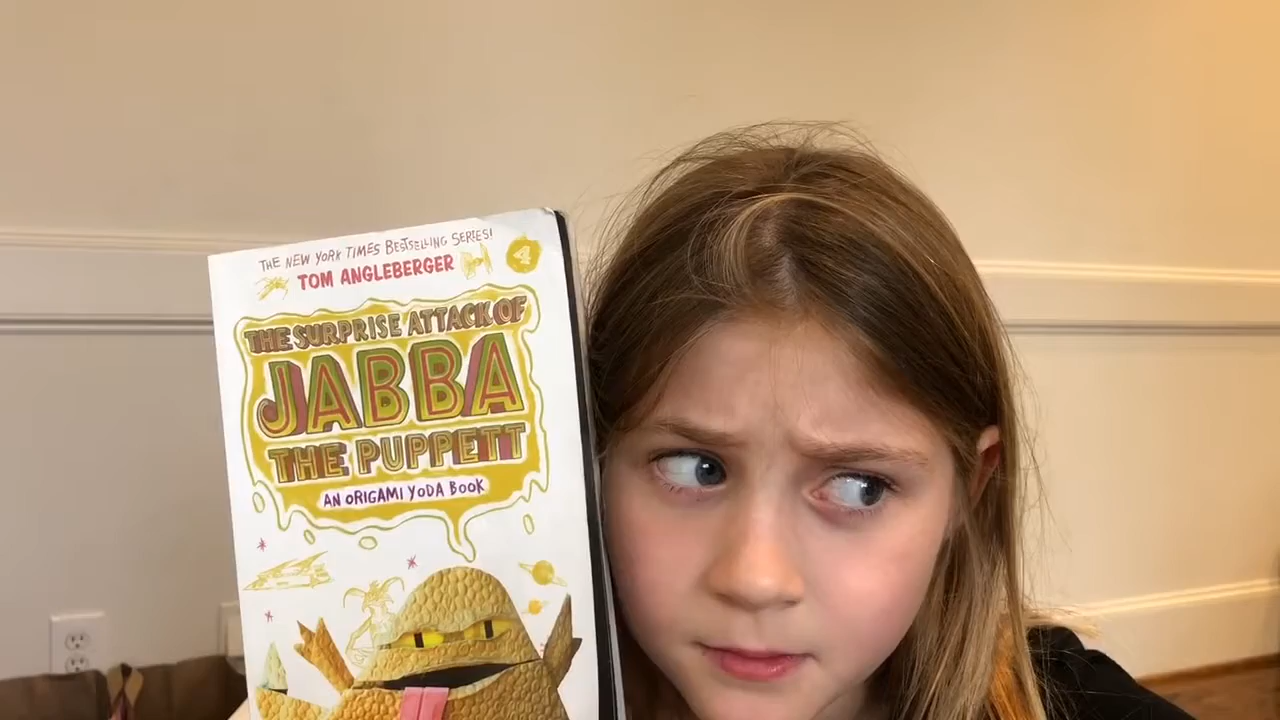 THE NEW YORK TIMES BESTSELLING SERIES!
TOM ANGLEBERGER
4
THE SURPRISE ATTACK OF
JABBA
THE PUPPETT
AN ORIGAMI YODA BOOK